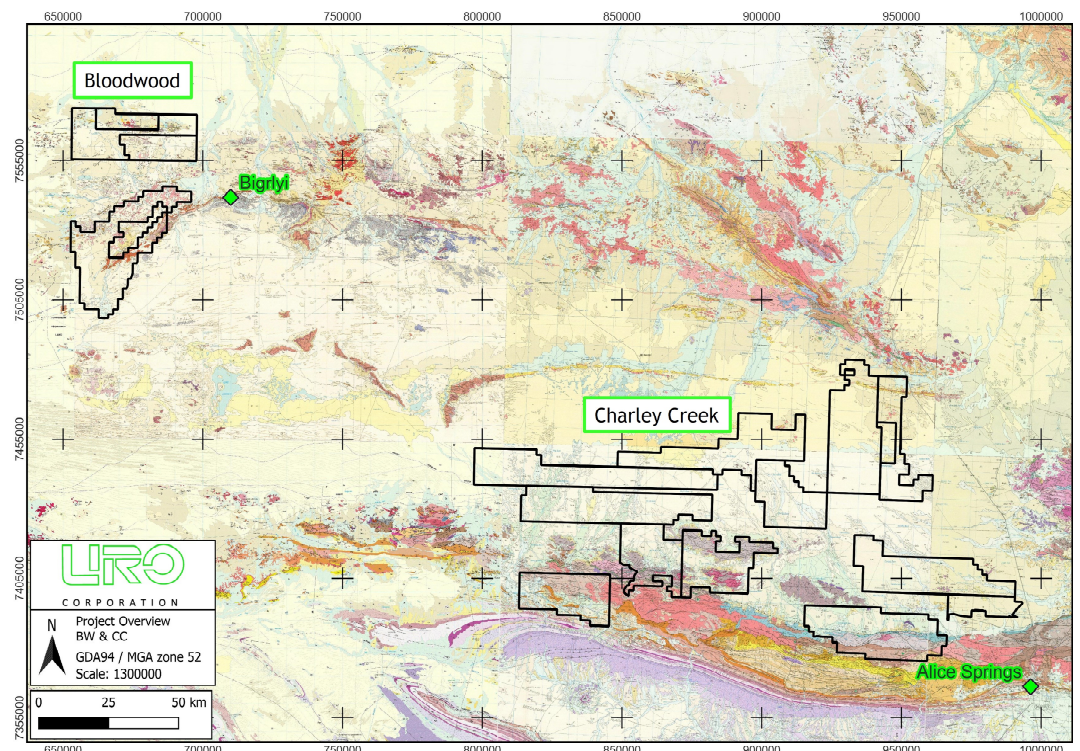 650000 700000 750000 800000 850000 900000 950000 1000000
Bloodwood
7555000
Bigrlyi
7505000
Charley Creek
7455000
7405000
URO
CORPORATION
N
Project Overview
BW & CC
GDA94 / MGA zone 52
Scale: 1300000
0 25 50 km
Alice Springs
7355000
650000 700000 750000 800000 850000 900000 950000 1000000